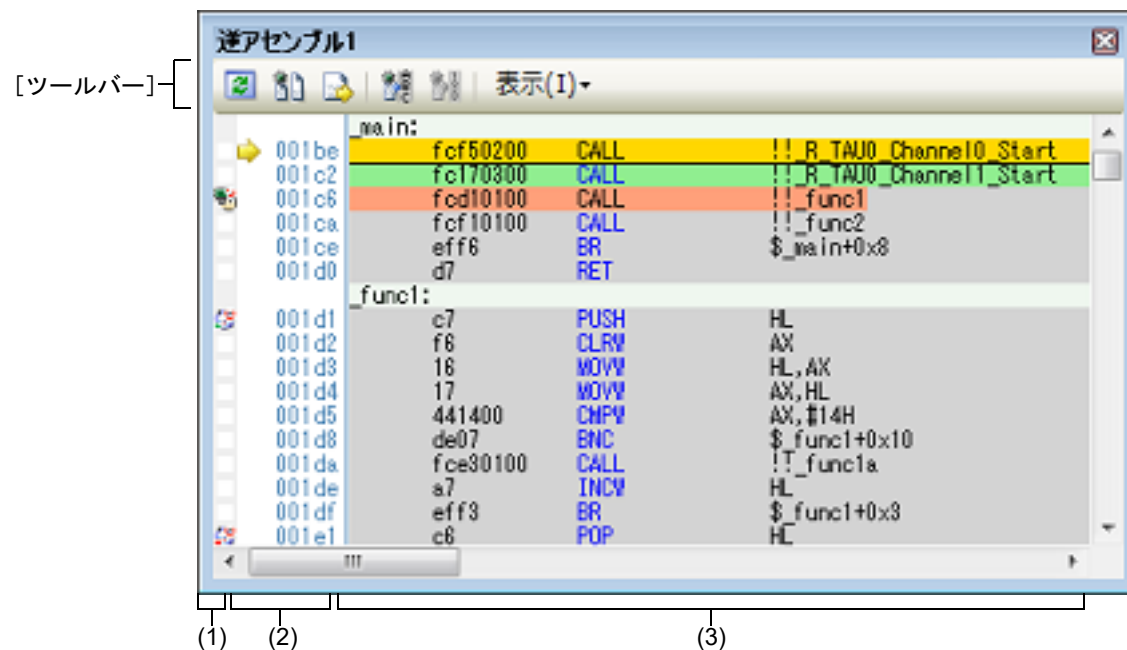 逆アセンブル1
[ツールバー]
表示(I)
_main:
001be fcf50200 CALL !!_R_TAU0_Channel0_Start
001c2 fc170300 CALL !!_R_TAU0_Channel1_Start
001c6 fcd10100 CALL !!_func1
001ca fcf10100 CALL !!_func2
001ce eff6 BR $_main+0x8
001d0 d7 RET
_func1:
001d1 c7 PUSH HL
001d2 f6 CLRW AX
001d3 16 MOVW HL,AX
001d4 17 MOVW AX,HL
001d5 441400 CMPW AX,#14H
001d8 de07 BNC $_func1+0x10
001da fce30100 CALL !!_func1a
001de a7 INCW HL
001df eff3 BR $_func1+0x3
001e1 c6 POP HL
(1) (2) (3)